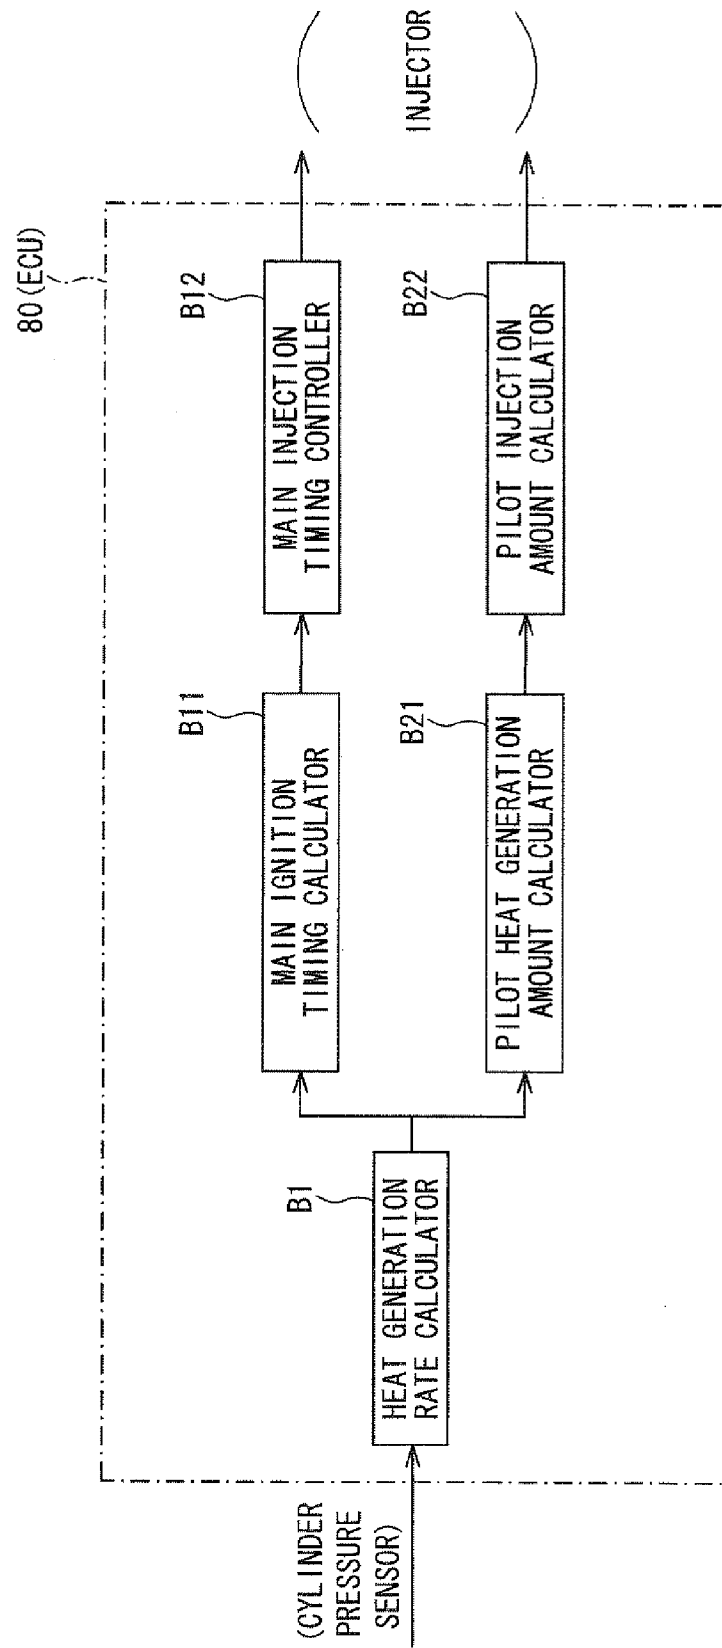 80(ECU)
(CYLINDER
PRESSURE
SENSOR)
B1
HEAT GENERATION
RATE CALCULATOR
B11
MAIN IGNITION
TIMING CALCULATOR
B12
MAIN INJECTION
TIMING CONTROLLER
B21
PILOT HEAT GENERATION
AMOUNT CALCULATOR
B22
PILOT INJECTION
AMOUNT CALCULATOR
(INJECTOR)